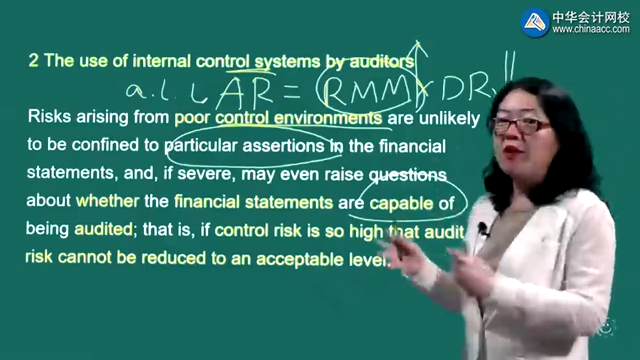 中华会计网校
www.chinaacc.com
2 The use of internal control systems by auditors
a.l. AR = RMM × DR
Risks arising from poor control environments are unlikely
to be confined to particular assertions in the financial
statements, and, if severe, may even raise questions
about whether the financial statements are capable of
being audited; that is, if control risk is so high that audit
risk cannot be reduced to an acceptable level.